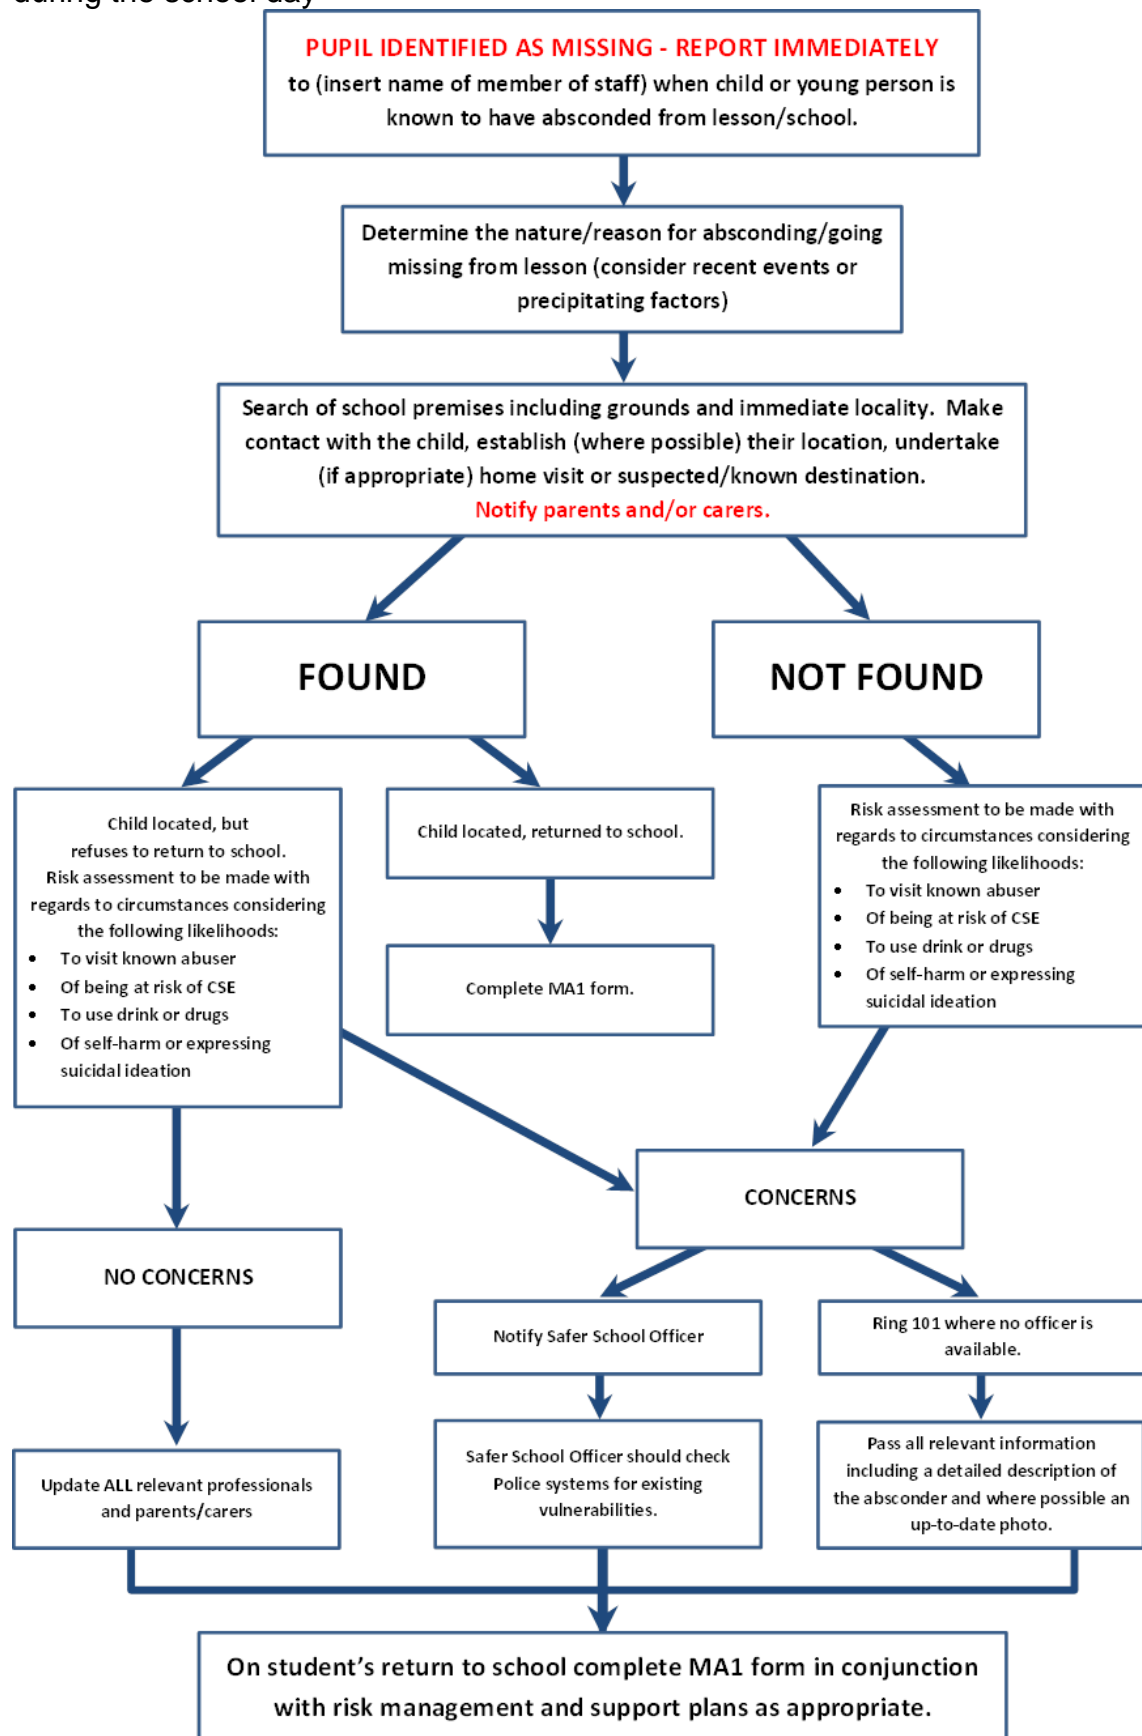 during the school day
PUPIL IDENTIFIED AS MISSING - REPORT IMMEDIATELY
to (insert name of member of staff) when child or young person is
known to have absconded from lesson/school.
Determine the nature/reason for absconding/going
missing from lesson (consider recent events or
precipitating factors)
Search of school premises including grounds and immediate locality. Make
contact with the child, establish (where possible) their location, undertake
(if appropriate) home visit or suspected/known destination.
Notify parents and/or carers.
FOUND
NOT FOUND
Child located, but
refuses to return to school.
Risk assessment to be made with
regards to circumstances considering
the following likelihoods:
• To visit known abuser
• Of being at risk of CSE
• To use drink or drugs
• Of self-harm or expressing
suicidal ideation
Child located, returned to school.
Complete MA1 form.
Risk assessment to be made with
regards to circumstances considering
the following likelihoods:
• To visit known abuser
• Of being at risk of CSE
• To use drink or drugs
• Of self-harm or expressing
suicidal ideation
CONCERNS
NO CONCERNS
Notify Safer School Officer
Ring 101 where no officer is
available.
Update ALL relevant professionals
and parents/carers
Safer School Officer should check
Police systems for existing
vulnerabilities.
Pass all relevant information
including a detailed description of
the absconder and where possible an
up-to-date photo.
On student’s return to school complete MA1 form in conjunction
with risk management and support plans as appropriate.